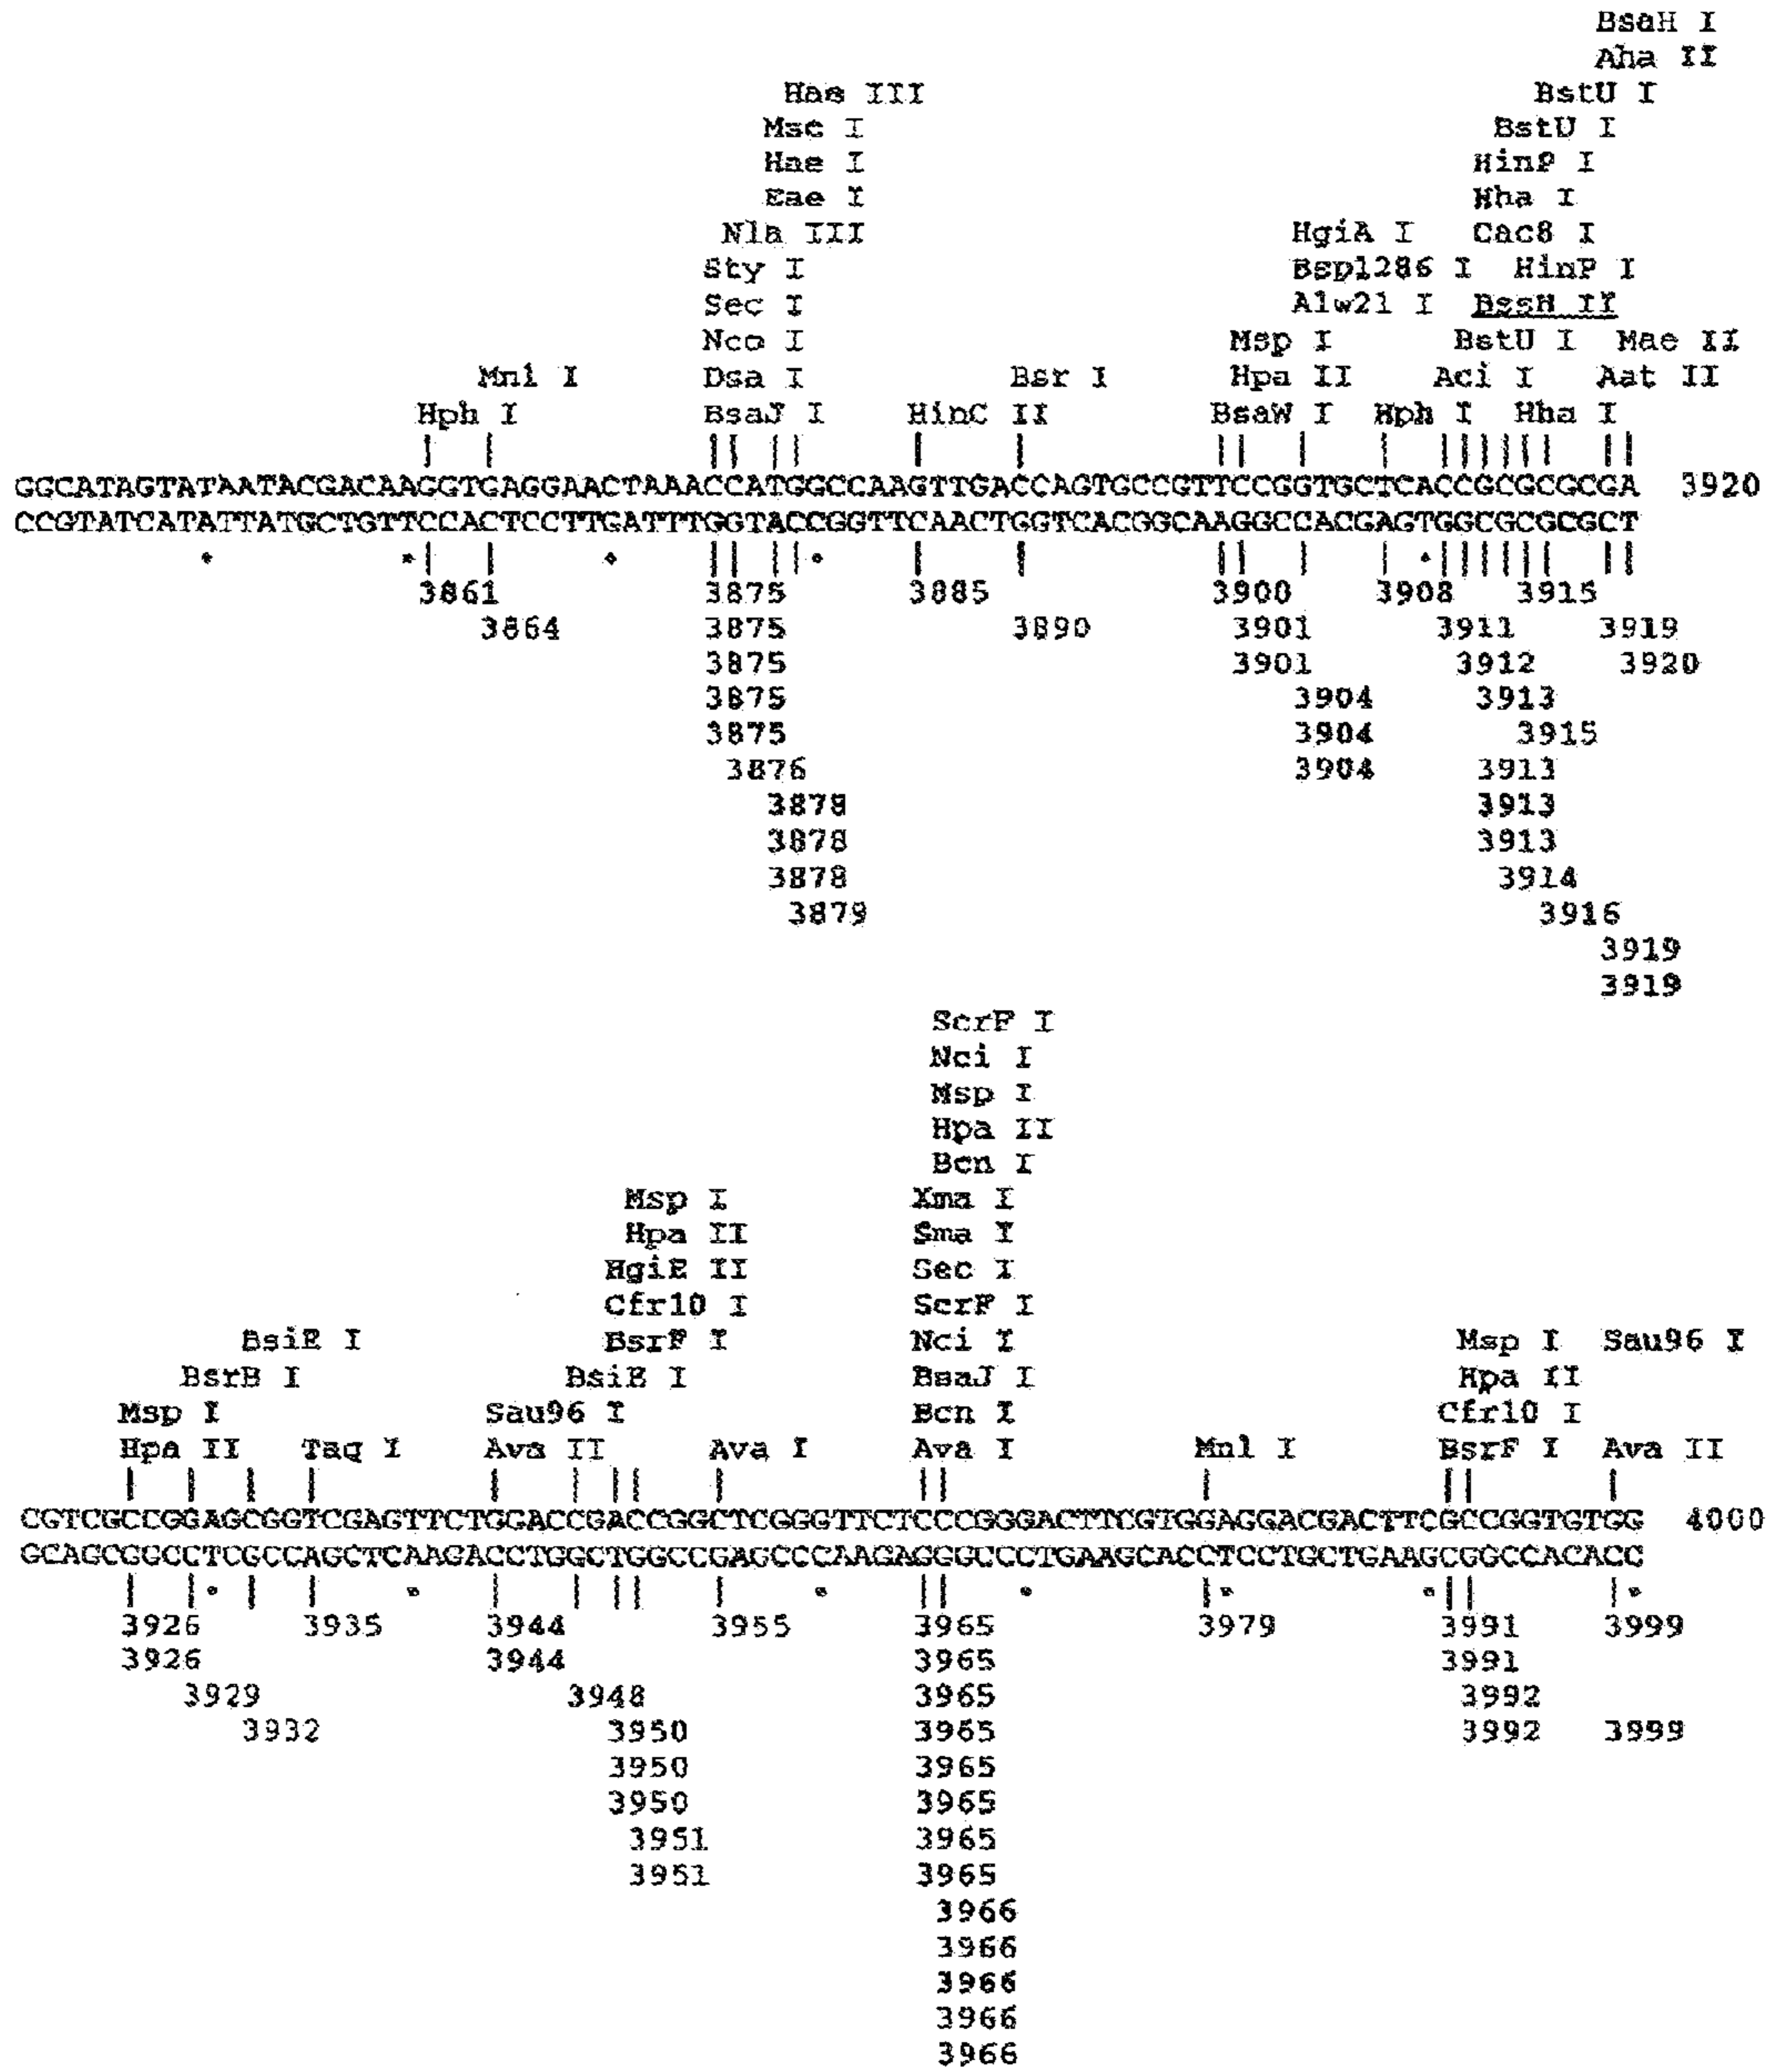 BsaH I
Aha II
Hae III BstU I
Msc I BstU I
Hae I HinP I
Eae I Hha I
Nla III HgiA I Cac8 I
Sty I Bsp1286 I HinP I
Sec I Alw21 I BssH II
Nco I Msp I BstU I Mae II
Mnl I Dsa I Bsr I Hpa II Aci I Aat II
Hph I BsaJ I HinC II BsaW I Hph I Hha I
GGCATAGTATAATACGACAAGGTGAGGAACTAAACCATGGCCAAGTTGACCAGTGCCGTTCCGGTGCTCACCGCGCGCGA 3920
CCGTATCATATTATGCTGTTCCACTCCTTGATTTGGTACCGGTTCAACTGGTCACGGCAAGGCCACGAGTGGCGCGCGCT
3861 3875 3885 3900 3908 3915
3864 3875 3890 3901 3911 3919
3875 3901 3912 3920
3875 3904 3913
3875 3904 3915
3876 3904 3913
3878 3913
3878 3913
3878 3914
3879 3916
3919
3919
ScrF I
Nci I
Msp I
Hpa II
Bcn I
Msp I Xma I
Hpa II Sma I
HgiE II Sec I
Cfr10 I ScrF I
BsiE I BsrF I Nci I Msp I Sau96 I
BsrB I BsiE I BsaJ I Hpa II
Msp I Sau96 I Bcn I Cfr10 I
Hpa II Taq I Ava II Ava I Ava I Mnl I BsrF I Ava II
CGTCGCCGGAGCGGTCGAGTTCTGGACCGACCGGCTCGGGTTCTCCCGGGACTTCGTGGAGGACGACTTCGCCGGTGTGG 4000
GCAGCGGCCTCGCCAGCTCAAGACCTGGCTGGCCGAGCCCAAGAGGGCCCTGAAGCACCTCCTGCTGAAGCGGCCACACC
3926 3935 3944 3955 3965 3979 3991 3999
3926 3944 3965 3991
3929 3948 3965 3992
3932 3950 3965 3992 3999
3950 3965
3950 3965
3951 3965
3951 3965
3966
3966
3966
3966
3966